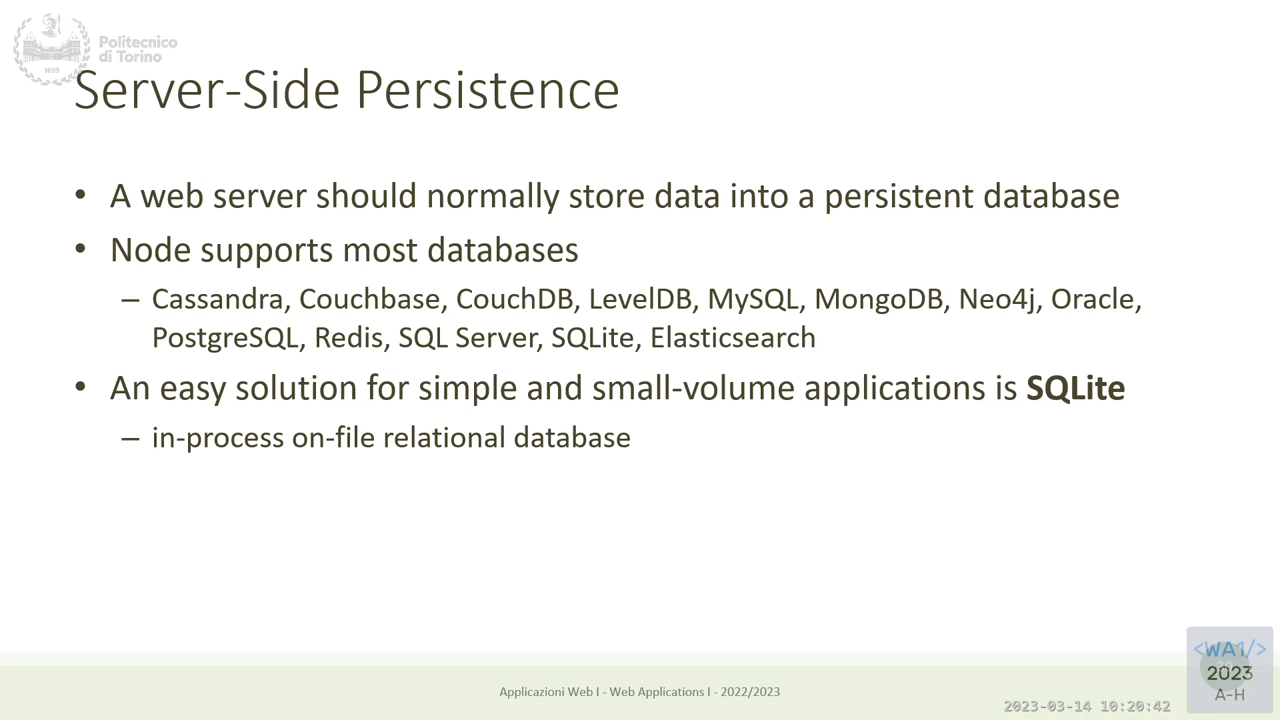 Politecnico
di Torino
1859
Server-Side Persistence
• A web server should normally store data into a persistent database
• Node supports most databases
– Cassandra, Couchbase, CouchDB, LevelDB, MySQL, MongoDB, Neo4j, Oracle,
PostgreSQL, Redis, SQL Server, SQLite, Elasticsearch
• An easy solution for simple and small-volume applications is SQLite
– in-process on-file relational database
Applicazioni Web I - Web Applications I - 2022/2023
2023-03-14 10:20:42
<WA1/>
2023
A-H